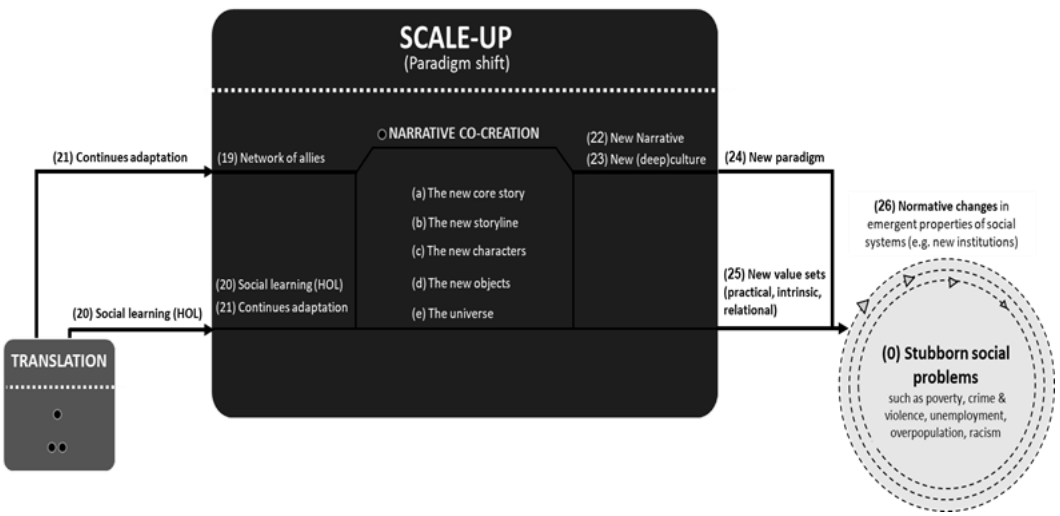 SCALE-UP
(Paradigm shift)
NARRATIVE CO-CREATION
(21) Continues adaptation
(19) Network of allies
(22) New Narrative
(23) New (deep)culture
(24) New paradigm
(a) The new core story
(b) The new storyline
(c) The new characters
(d) The new objects
(e) The universe
(20) Social learning (HOL)
(21) Continues adaptation
(20) Social learning (HOL)
(25) New value sets
(practical, intrinsic,
relational)
(26) Normative changes in
emergent properties of social
systems (e.g. new institutions)
TRANSLATION
(0) Stubborn social
problems
such as poverty, crime &
violence, unemployment,
overpopulation, racism